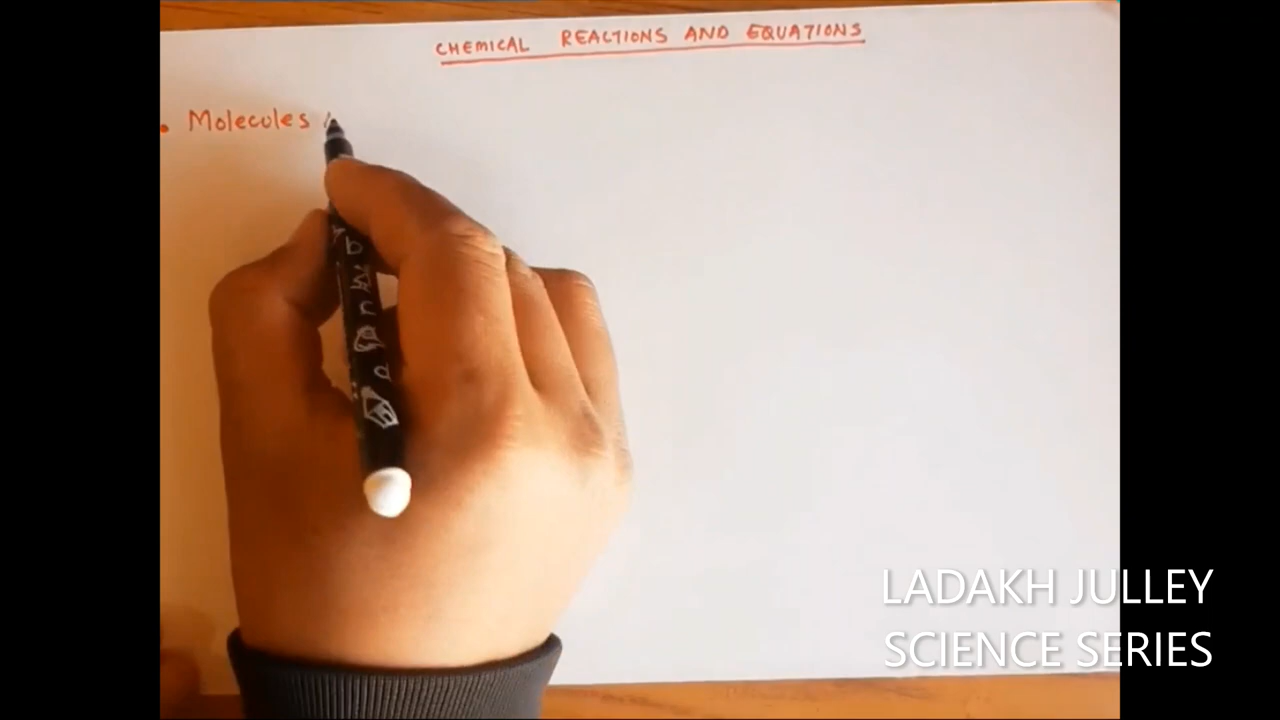 CHEMICAL REACTIONS AND EQUATIONS
• Molecules
LADAKH JULLEY
SCIENCE SERIES